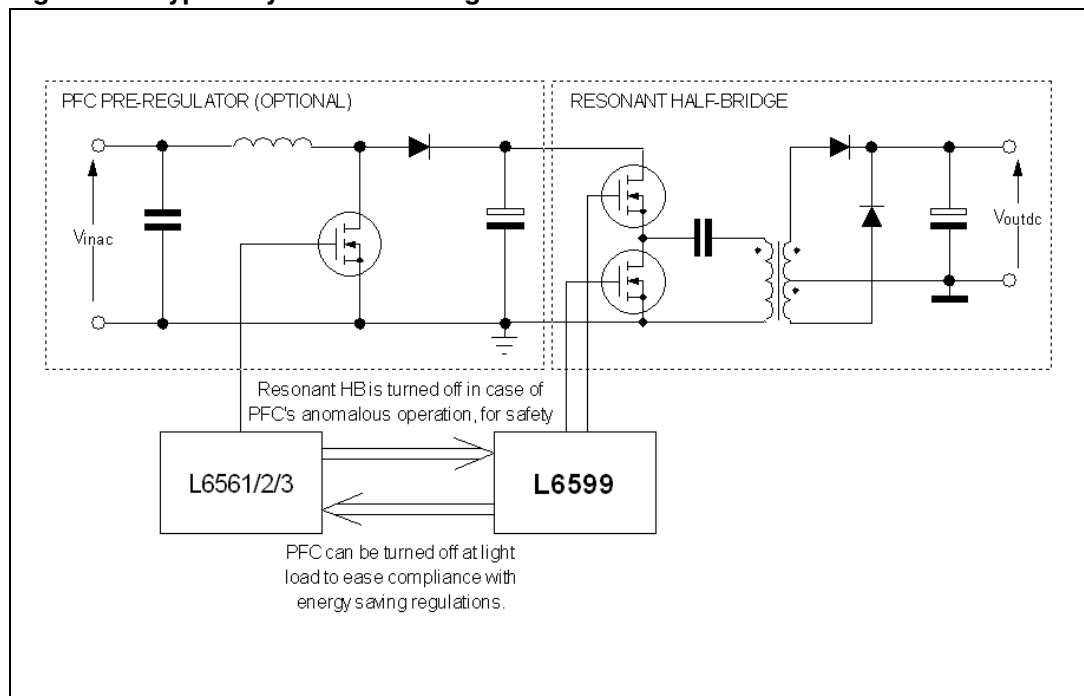 PFC PRE-REGULATOR (OPTIONAL)
RESONANT HALF-BRIDGE
Vinac
Voutdc
Resonant HB is turned off in case of
PFC's anomalous operation, for safety
L6561/2/3
L6599
PFC can be turned off at light
load to ease compliance with
energy saving regulations.